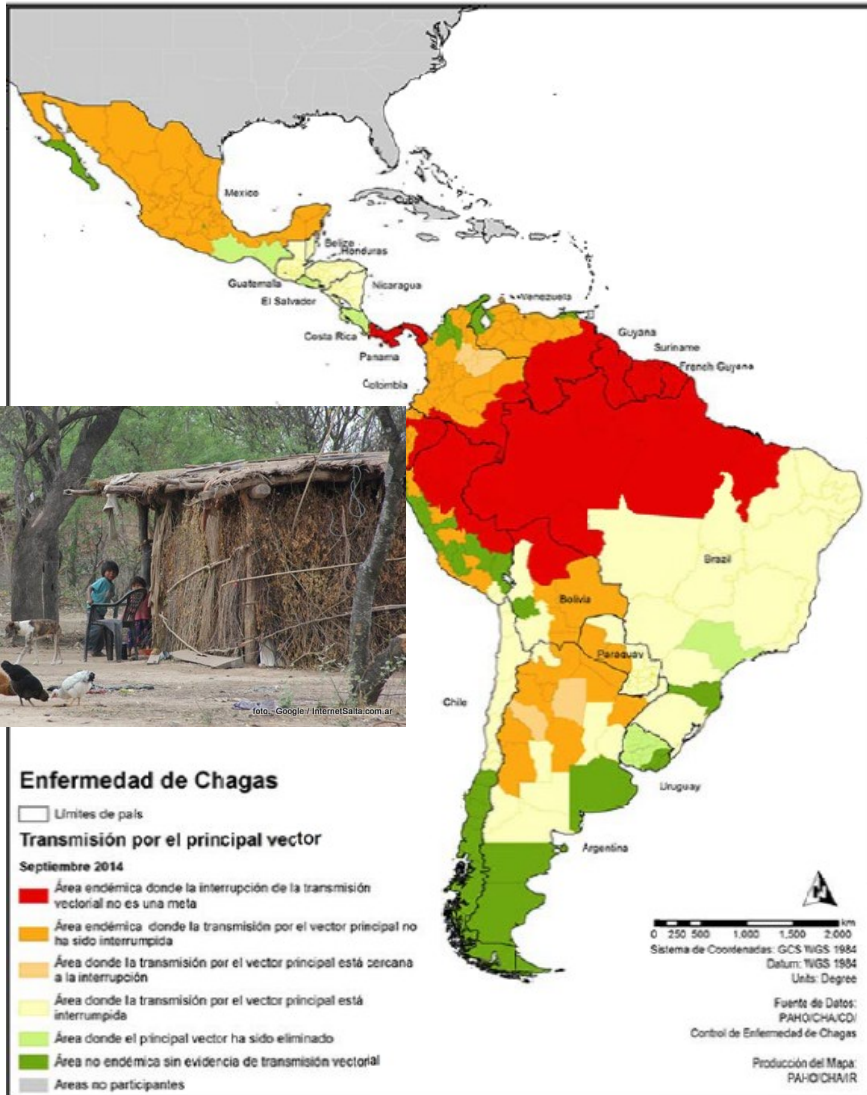 Mexico
Cuba
Belize
Honduras
Guatemala
Nicaragua
El Salvador
Costa Rica
Panama
Venezuela
Guyana
Suriname
French Guyana
Colombia
Brazil
Bolivia
Paraguay
Chile
Uruguay
Argentina
foto.- Google / InternetSalta.com.ar
Enfermedad de Chagas
Límites de país
Transmisión por el principal vector
Septiembre 2014
Área endémica donde la interrupción de la transmisión
vectorial no es una meta
Área endémica donde la transmisión por el vector principal no
ha sido interrumpida
Área donde la transmisión por el vector principal está cercana
a la interrupción
Área donde la transmisión por el vector principal está
interrumpida
Área donde el principal vector ha sido eliminado
Área no endémica sin evidencia de transmisión vectorial
Areas no participantes
N
km
0 250 500 1,000 1,500 2,000
Sistema de Coordenadas: GCS WGS 1984
Datum: WGS 1984
Units: Degree
Fuente de Datos:
PAHO/CHA/CD/
Control de Enfermedad de Chagas
Producción del Mapa:
PAHO/CHA/IR